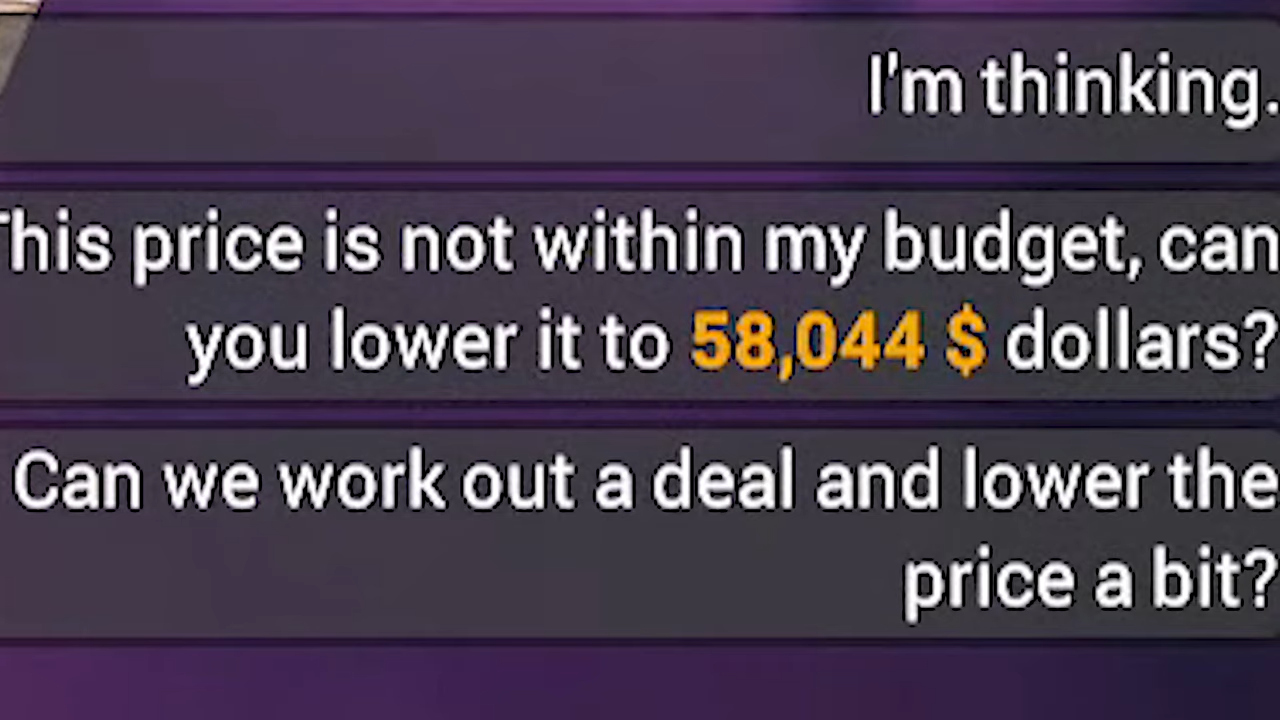 I'm thinking.
This price is not within my budget, can
you lower it to 58,044 $ dollars?
Can we work out a deal and lower the
price a bit?